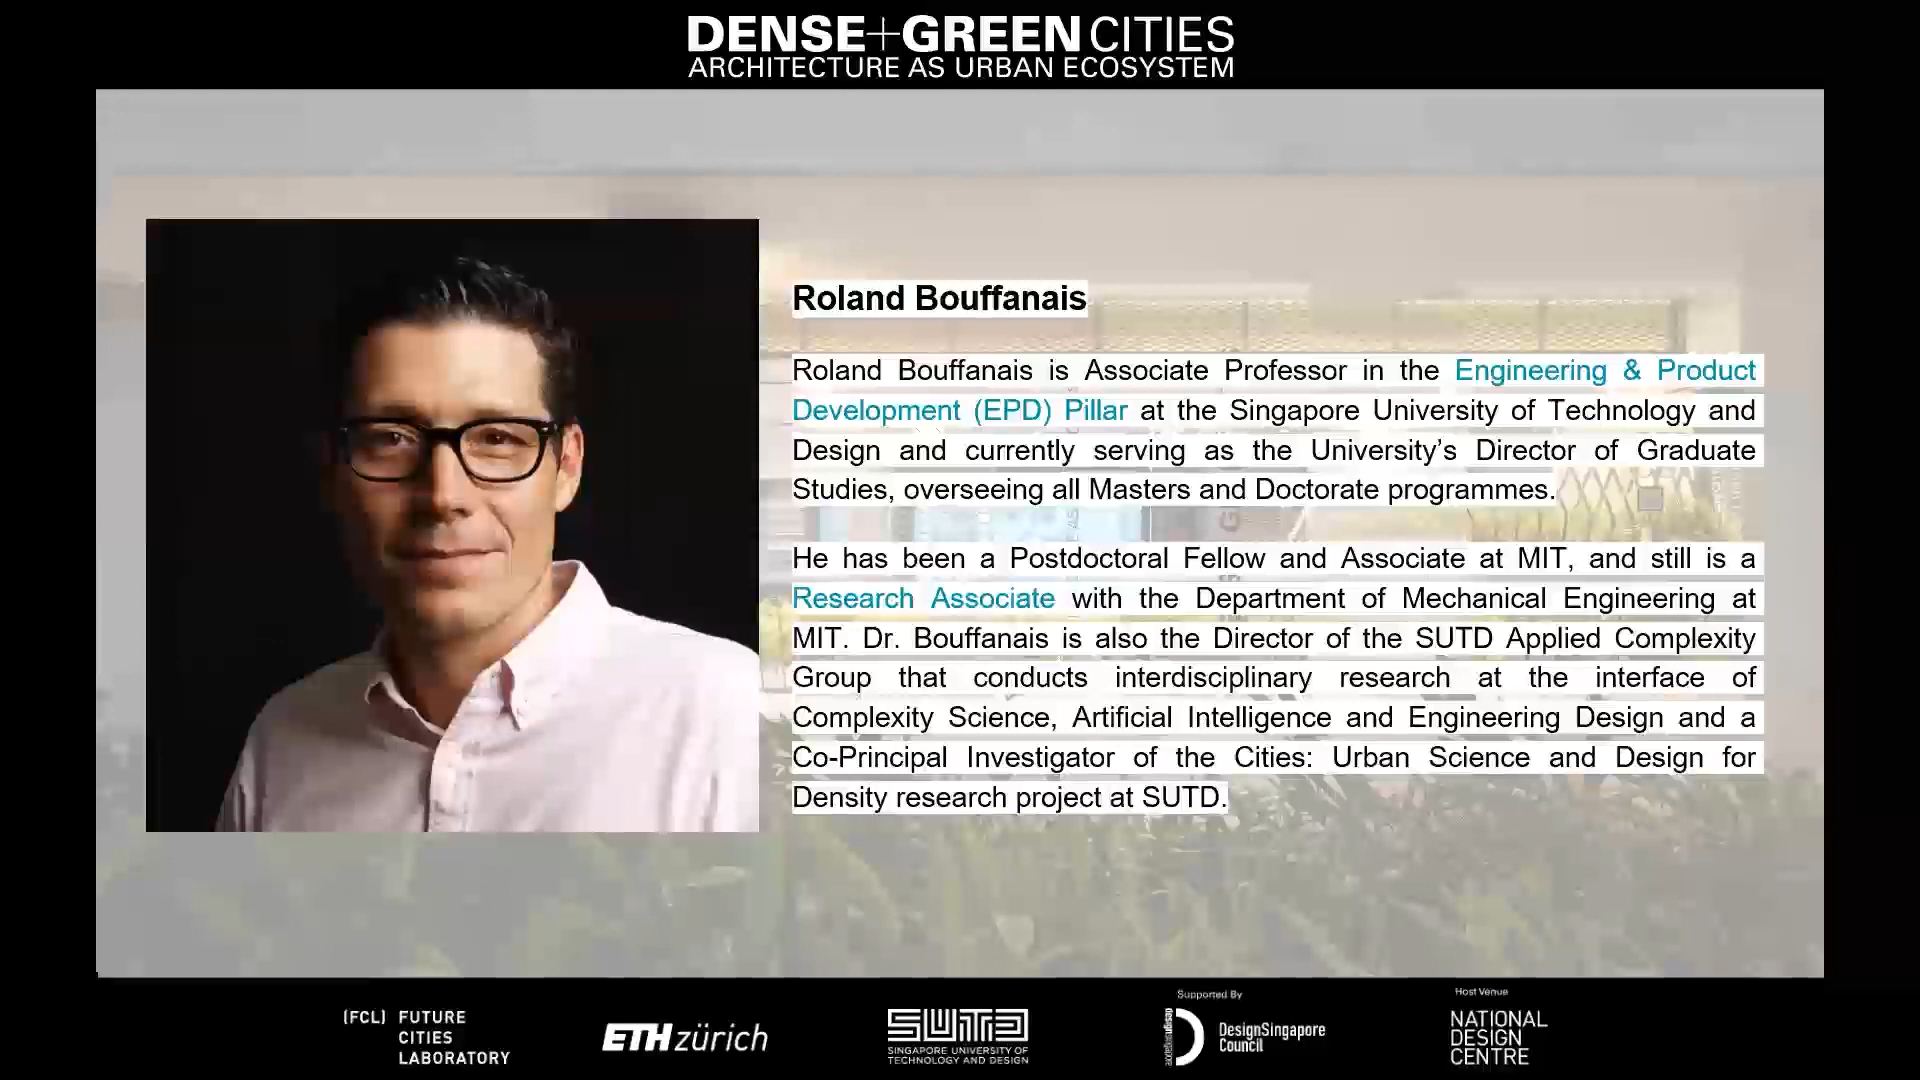 DENSE+GREEN CITIES
ARCHITECTURE AS URBAN ECOSYSTEM
Roland Bouffanais
Roland Bouffanais is Associate Professor in the Engineering & Product
Development (EPD) Pillar at the Singapore University of Technology and
Design and currently serving as the University’s Director of Graduate
Studies, overseeing all Masters and Doctorate programmes.
He has been a Postdoctoral Fellow and Associate at MIT, and still is a
Research Associate with the Department of Mechanical Engineering at
MIT. Dr. Bouffanais is also the Director of the SUTD Applied Complexity
Group that conducts interdisciplinary research at the interface of
Complexity Science, Artificial Intelligence and Engineering Design and a
Co-Principal Investigator of the Cities: Urban Science and Design for
Density research project at SUTD.
(FCL) FUTURE
CITIES
LABORATORY
ETH zürich
SUTD
SINGAPORE UNIVERSITY OF
TECHNOLOGY AND DESIGN
Supported By
designsingapore
DesignSingapore
Council
Host Venue
NATIONAL
DESIGN
CENTRE